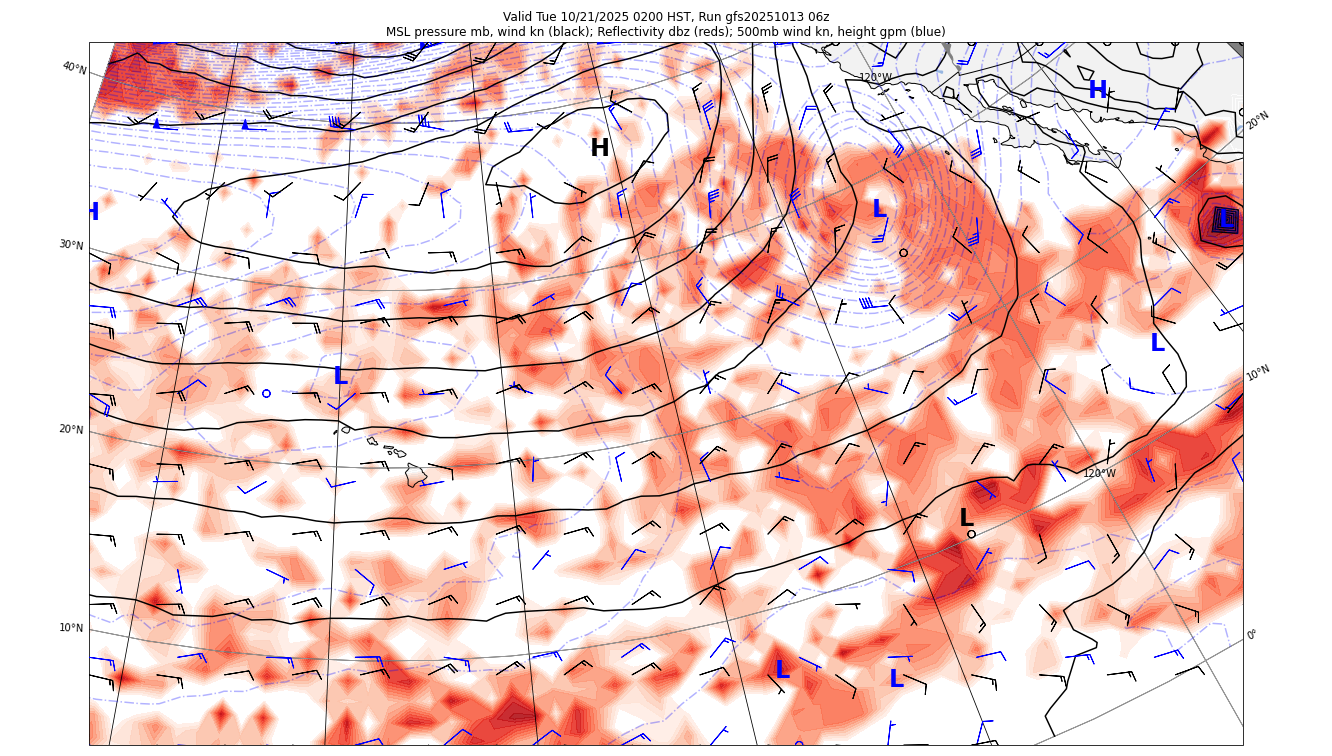 Valid Tue 10/21/2025 0200 HST, Run gfs20251013 06z
MSL pressure mb, wind kn (black); Reflectivity dbz (reds); 500mb wind kn, height gpm (blue)
40°N
120°W
H
20°N
H
H
L
L
30°N
L
10°N
L
20°N
120°W
L
10°N
0°
L
L